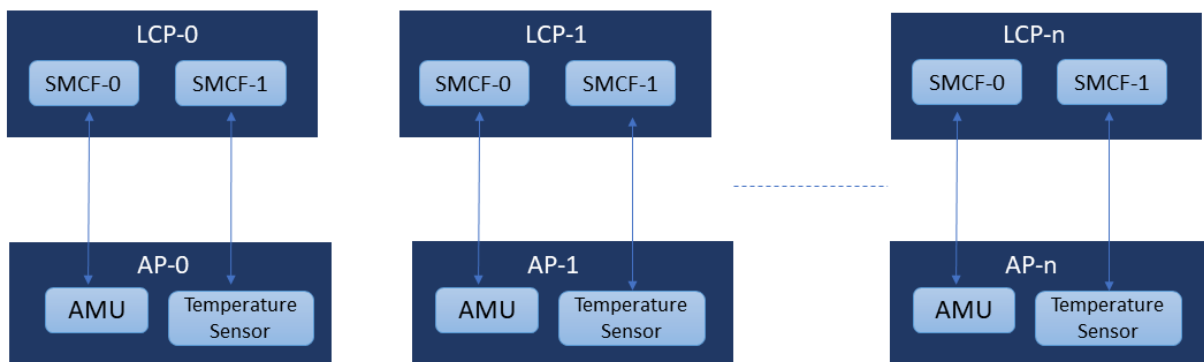 LCP-0
SMCF-0
SMCF-1
AP-0
AMU
Temperature
Sensor
LCP-1
SMCF-0
SMCF-1
AP-1
AMU
Temperature
Sensor
LCP-n
SMCF-0
SMCF-1
AP-n
AMU
Temperature
Sensor